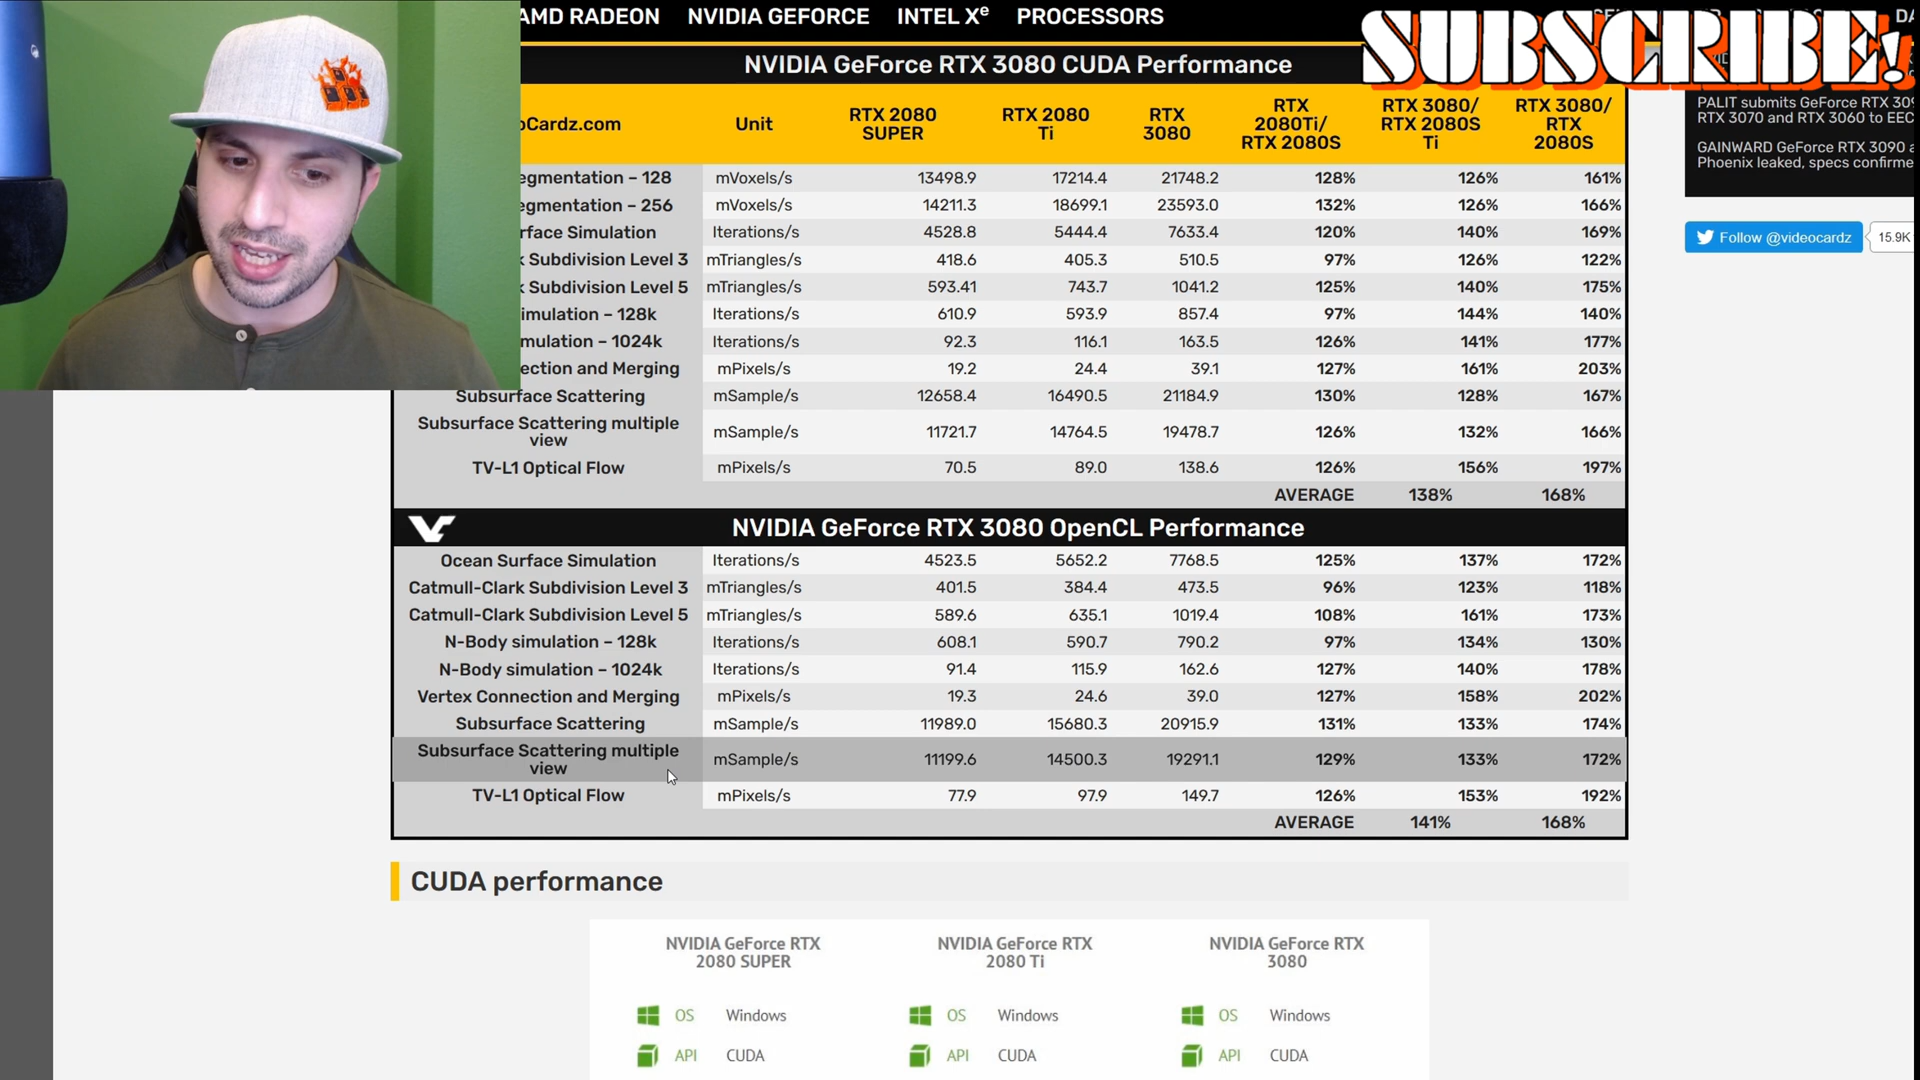 AMD RADEON NVIDIA GEFORCE INTEL Xe PROCESSORS
SUBSCRIBE!
NVIDIA GeForce RTX 3080 CUDA Performance
oCardz.com Unit RTX 2080 SUPER RTX 2080 Ti RTX 3080 RTX 2080Ti/ RTX 2080S RTX 3080/ RTX 2080S Ti RTX 3080/ RTX 2080S
egmentation – 128 mVoxels/s 13498.9 17214.4 21748.2 128% 126% 161%
egmentation – 256 mVoxels/s 14211.3 18699.1 23593.0 132% 126% 166%
rface Simulation Iterations/s 4528.8 5444.4 7633.4 120% 140% 169%
k Subdivision Level 3 mTriangles/s 418.6 405.3 510.5 97% 126% 122%
k Subdivision Level 5 mTriangles/s 593.41 743.7 1041.2 125% 140% 175%
imulation – 128k Iterations/s 610.9 593.9 857.4 97% 144% 140%
mulation – 1024k Iterations/s 92.3 116.1 163.5 126% 141% 177%
ection and Merging mPixels/s 19.2 24.4 39.1 127% 161% 203%
Subsurface Scattering mSample/s 12658.4 16490.5 21184.9 130% 128% 167%
Subsurface Scattering multiple view mSample/s 11721.7 14764.5 19478.7 126% 132% 166%
TV-L1 Optical Flow mPixels/s 70.5 89.0 138.6 126% 156% 197%
AVERAGE 138% 168%
NVIDIA GeForce RTX 3080 OpenCL Performance
Ocean Surface Simulation Iterations/s 4523.5 5652.2 7768.5 125% 137% 172%
Catmull-Clark Subdivision Level 3 mTriangles/s 401.5 384.4 473.5 96% 123% 118%
Catmull-Clark Subdivision Level 5 mTriangles/s 589.6 635.1 1019.4 108% 161% 173%
N-Body simulation – 128k Iterations/s 608.1 590.7 790.2 97% 134% 130%
N-Body simulation – 1024k Iterations/s 91.4 115.9 162.6 127% 140% 178%
Vertex Connection and Merging mPixels/s 19.3 24.6 39.0 127% 158% 202%
Subsurface Scattering mSample/s 11989.0 15680.3 20915.9 131% 133% 174%
Subsurface Scattering multiple view mSample/s 11199.6 14500.3 19291.1 129% 133% 172%
TV-L1 Optical Flow mPixels/s 77.9 97.9 149.7 126% 153% 192%
AVERAGE 141% 168%
CUDA performance
NVIDIA GeForce RTX 2080 SUPER
NVIDIA GeForce RTX 2080 Ti
NVIDIA GeForce RTX 3080
OS Windows OS Windows OS Windows
API CUDA API CUDA API CUDA
PALIT submits GeForce RTX 309
RTX 3070 and RTX 3060 to EEC
GAINWARD GeForce RTX 3090 a
Phoenix leaked, specs confirme
Follow @videocardz 15.9K